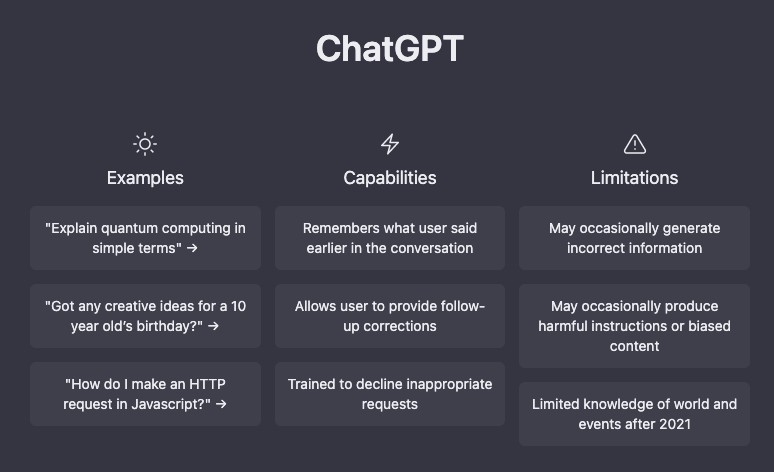 ChatGPT
Examples
"Explain quantum computing in
simple terms" →
"Got any creative ideas for a 10
year old’s birthday?" →
"How do I make an HTTP
request in Javascript?" →
Capabilities
Remembers what user said
earlier in the conversation
Allows user to provide follow-
up corrections
Trained to decline inappropriate
requests
Limitations
May occasionally generate
incorrect information
May occasionally produce
harmful instructions or biased
content
Limited knowledge of world and
events after 2021